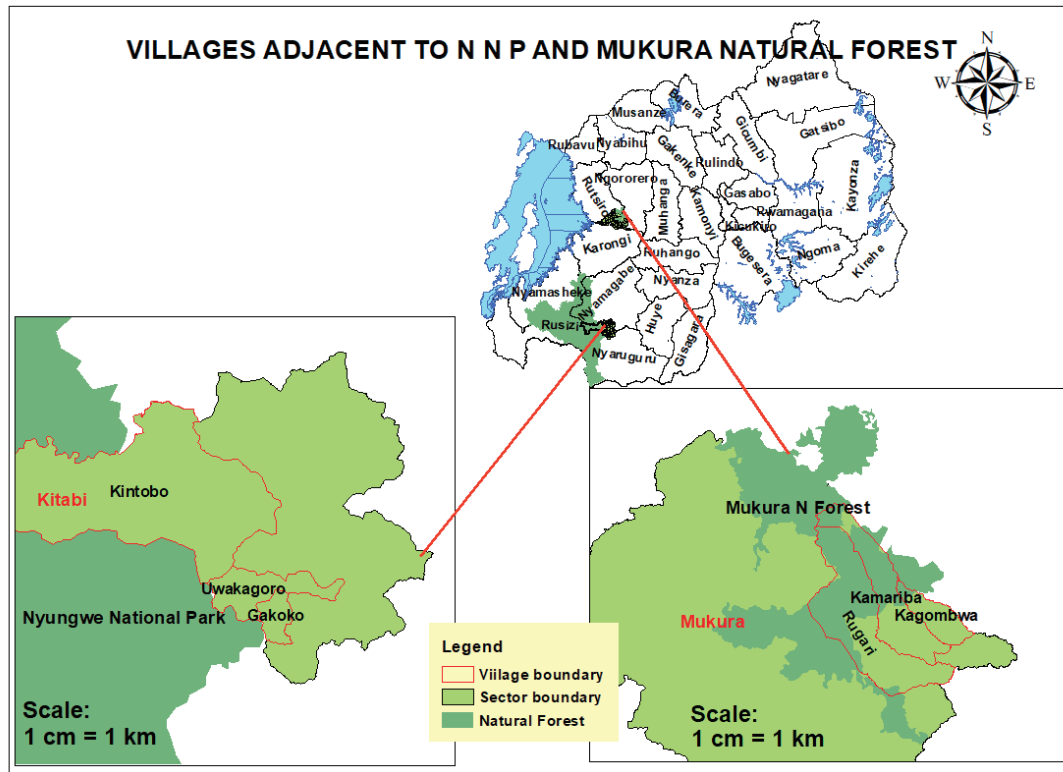 VILLAGES ADJACENT TO N N P AND MUKURA NATURAL FOREST
N
W
E
S
Nyagatare
Burera
Musanze
Gicumbi
Gatsibo
Rubavu
Nyabihu
Gakenke
Rulindo
Ngororero
Kayonza
Rutsiro
Muhanga
Kamonyi
Gasabo
Rwamagana
Kicukiro
Karongi
Ruhango
Bugesera
Ngoma
Kirehe
Nyamasheke
Nyamagabe
Nyanza
Rusizi
Huye
Gisagara
Nyaruguru
Kitabi
Kintobo
Uwakagoro
Gakoko
Nyungwe National Park
Scale:
1 cm = 1 km
Legend
Viilage boundary
Sector boundary
Natural Forest
Mukura N Forest
Kamariba
Kagombwa
Rugari
Mukura
Scale:
1 cm = 1 km